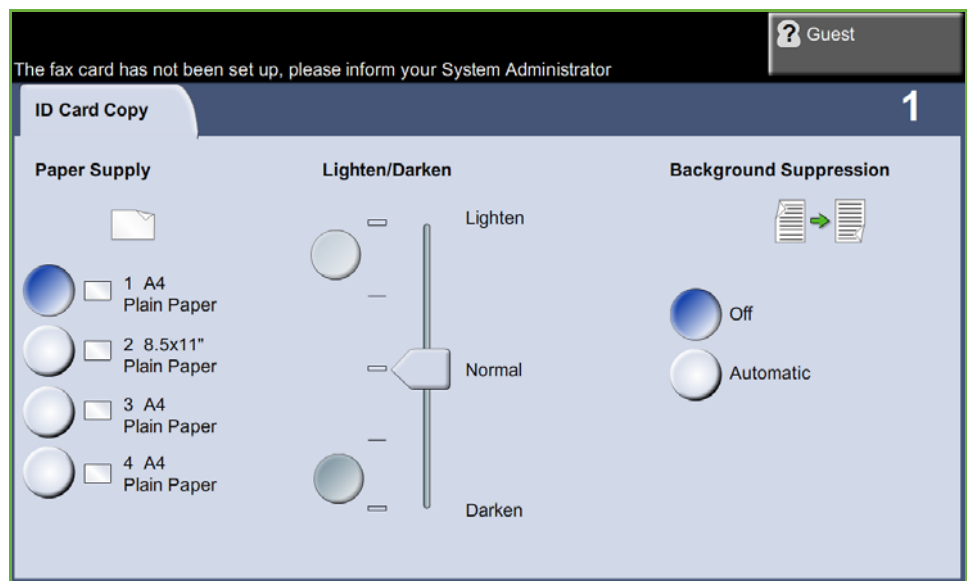 ? Guest
The fax card has not been set up, please inform your System Administrator
ID Card Copy
1
Paper Supply
1 A4
Plain Paper
2 8.5x11"
Plain Paper
3 A4
Plain Paper
4 A4
Plain Paper
Lighten/Darken
Lighten
Normal
Darken
Background Suppression
Off
Automatic